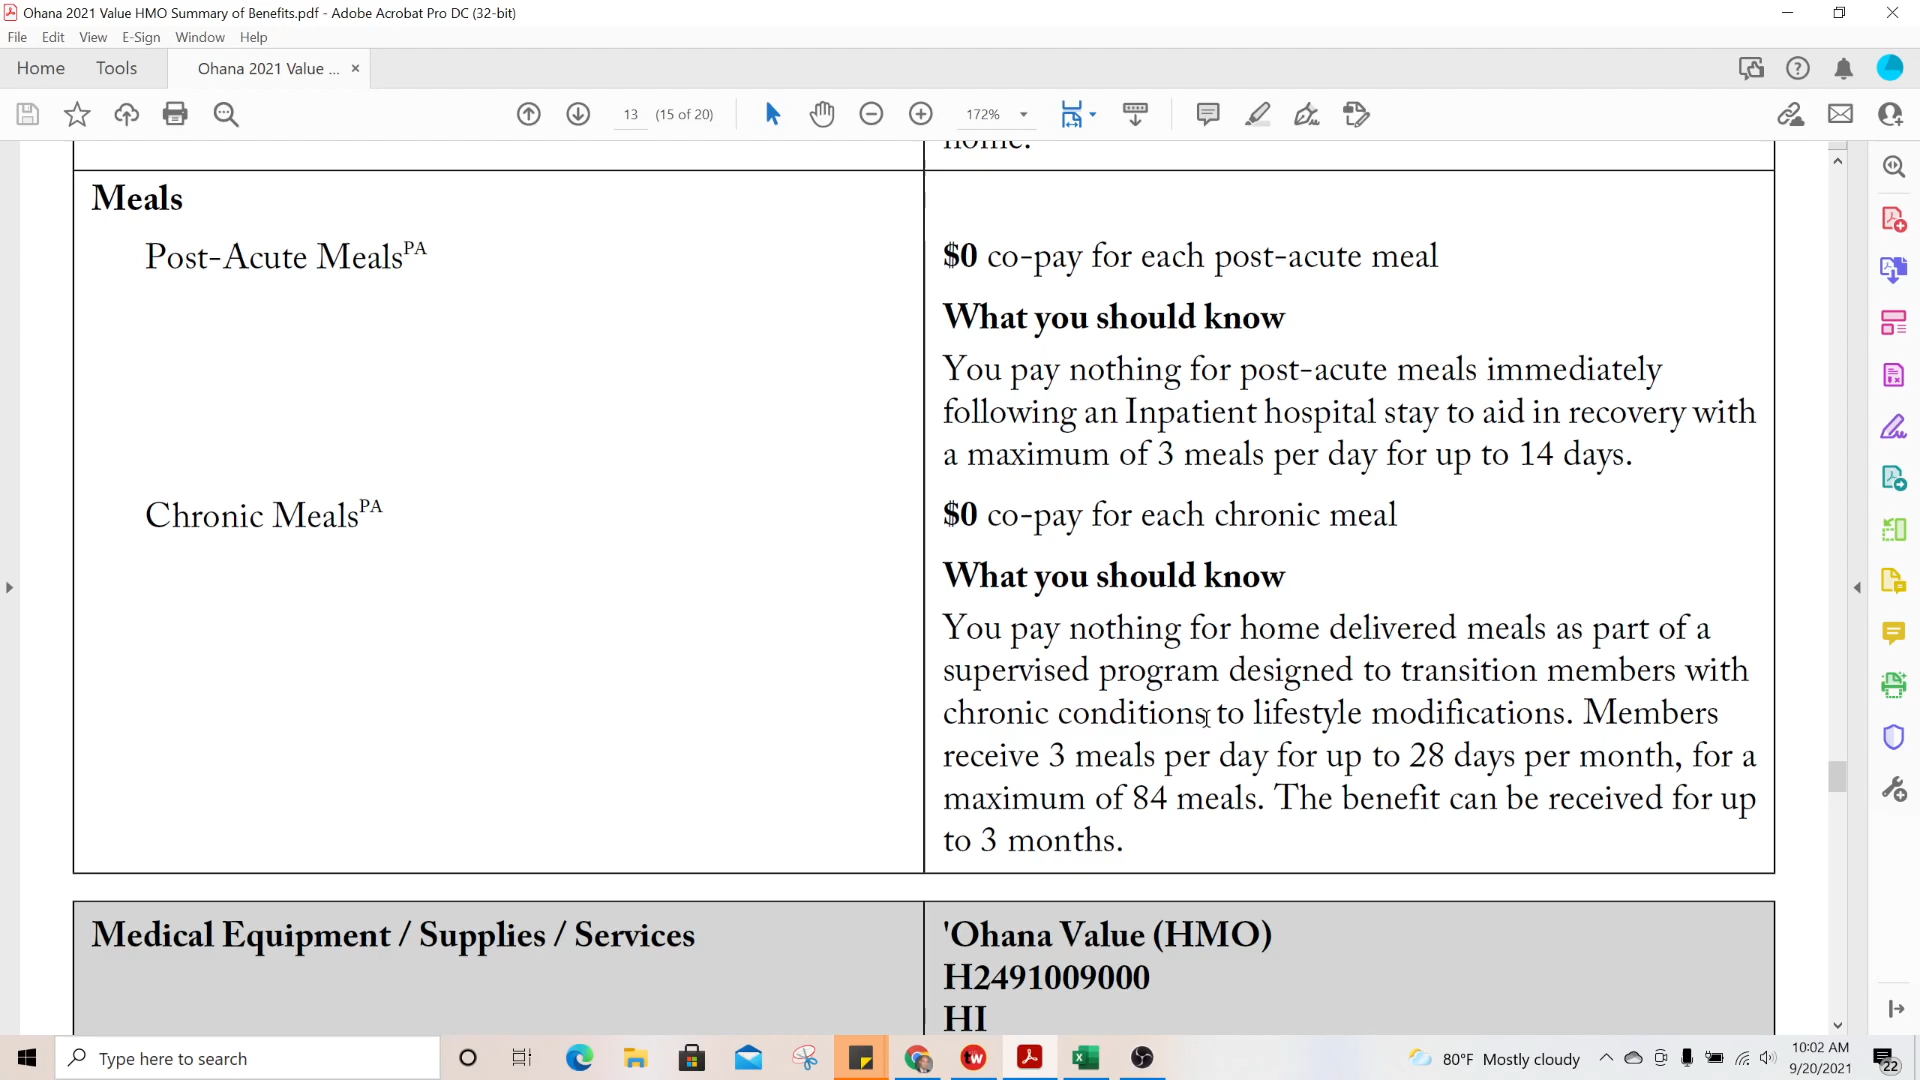 Ohana 2021 Value HMO Summary of Benefits.pdf - Adobe Acrobat Pro DC (32-bit)
File Edit View E-Sign Window Help
Home Tools Ohana 2021 Value ... ×
13 (15 of 20) 172%
home.
Meals
Post-Acute MealsPA
$0 co-pay for each post-acute meal
What you should know
You pay nothing for post-acute meals immediately
following an Inpatient hospital stay to aid in recovery with
a maximum of 3 meals per day for up to 14 days.
Chronic MealsPA
$0 co-pay for each chronic meal
What you should know
You pay nothing for home delivered meals as part of a
supervised program designed to transition members with
chronic conditions to lifestyle modifications. Members
receive 3 meals per day for up to 28 days per month, for a
maximum of 84 meals. The benefit can be received for up
to 3 months.
Medical Equipment / Supplies / Services
'Ohana Value (HMO)
H2491009000
HI
Type here to search
tw
80°F Mostly cloudy
10:02 AM
9/20/2021
22